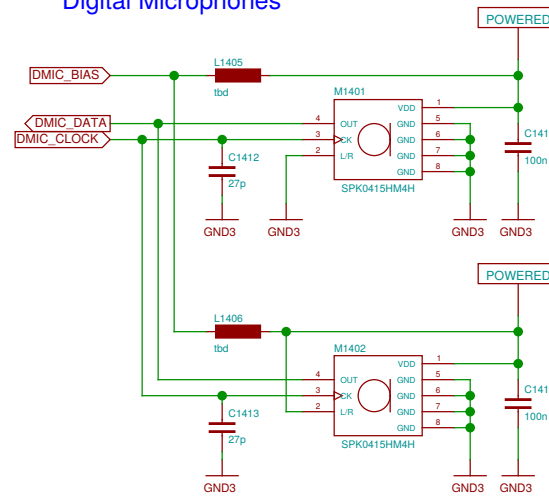 Digital Microphones
POWERED
L1405
DMIC_BIAS
tbd
M1401
DMIC_DATA
DMIC_CLOCK
4 OUT
3 CK
2 L/R
VDD 1
GND 5
GND 6
GND 7
GND 8
SPK0415HM4H
C1412
27p
C141
100n
GND3 GND3 GND3 GND3
POWERED
L1406
tbd
M1402
4 OUT
3 CK
2 L/R
VDD 1
GND 5
GND 6
GND 7
GND 8
SPK0415HM4H
C1413
27p
C141
100n
GND3 GND3 GND3